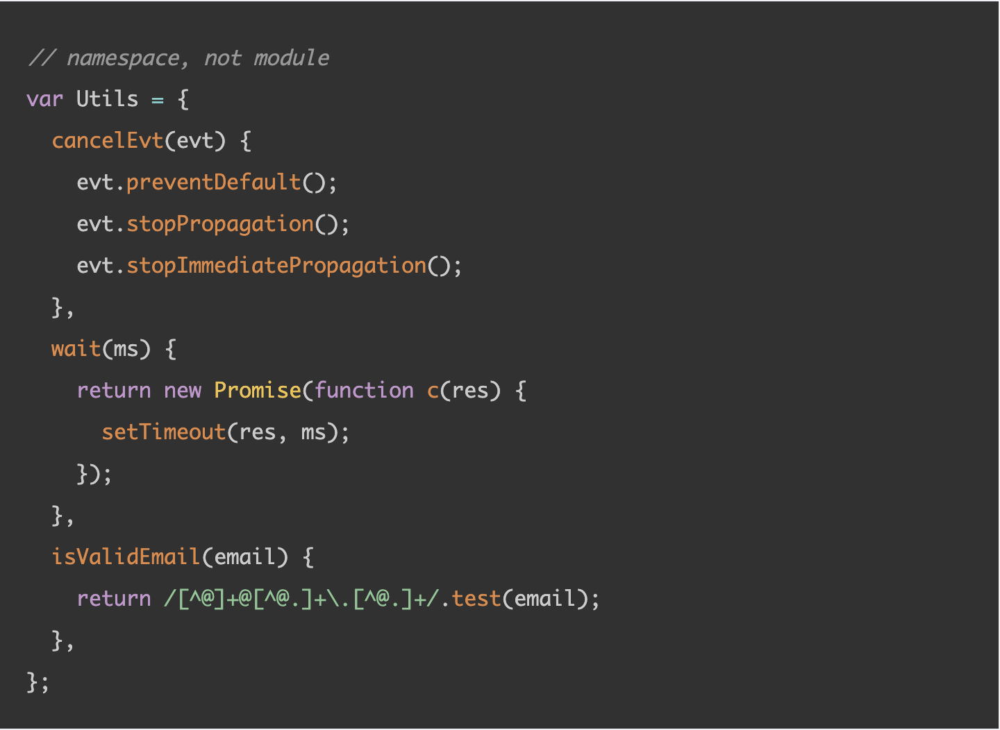 // namespace, not module
var Utils = {
  cancelEvt(evt) {
    evt.preventDefault();
    evt.stopPropagation();
    evt.stopImmediatePropagation();
  },
  wait(ms) {
    return new Promise(function c(res) {
      setTimeout(res, ms);
    });
  },
  isValidEmail(email) {
    return /[^@]+@[^@.]+\.[^@.]+/.test(email);
  },
};